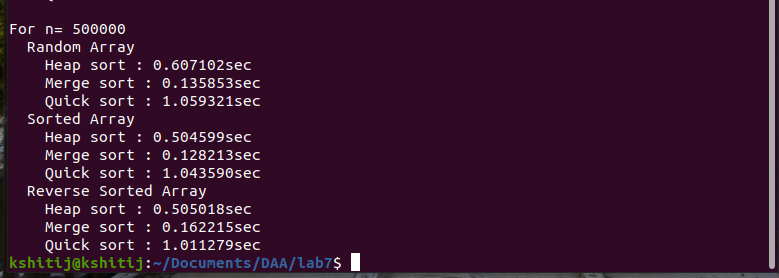 For n= 500000
Random Array
Heap sort : 0.607102sec
Merge sort : 0.135853sec
Quick sort : 1.059321sec
Sorted Array
Heap sort : 0.504599sec
Merge sort : 0.128213sec
Quick sort : 1.043590sec
Reverse Sorted Array
Heap sort : 0.505018sec
Merge sort : 0.162215sec
Quick sort : 1.011279sec
kshitij@kshitij:~/Documents/DAA/lab7$